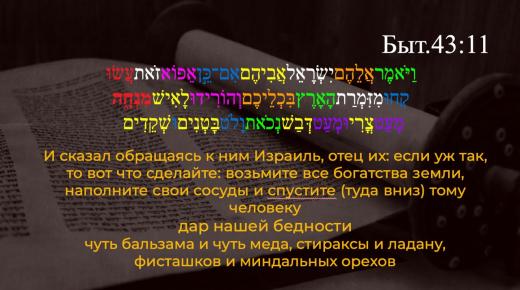 Быт.43:11
וַיֹּאמֶר אֲלֵהֶם יִשְׂרָאֵל אֲבִיהֶם אִם־כֵּן אֵפוֹא זֹאת עֲשׂוּ
קְחוּ מִזִּמְרַת הָאָרֶץ בִּכְלֵיכֶם וְהוֹרִידוּ לָאִישׁ מִנְחָה
מְעַט צֳרִי וּמְעַט דְּבַשׁ נְכֹאת וָלֹט בָּטְנִים וּשְׁקֵדִים
И сказал обращаясь к ним Израиль, отец их: если уж так,
то вот что сделайте: возьмите все богатства земли,
наполните свои сосуды и спустите (туда вниз) тому
человеку
дар нашей бедности
чуть бальзама и чуть меда, стираксы и ладану,
фисташков и миндальных орехов